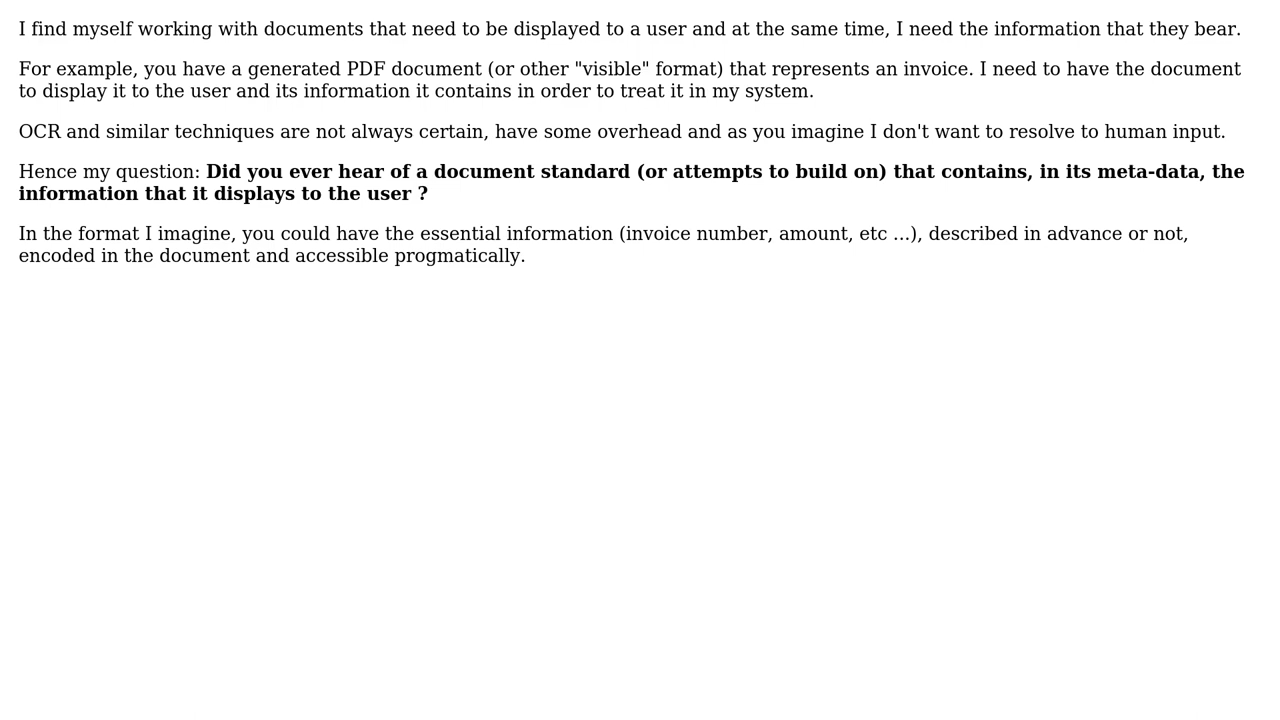 I find myself working with documents that need to be displayed to a user and at the same time, I need the information that they bear.
For example, you have a generated PDF document (or other "visible" format) that represents an invoice. I need to have the document
to display it to the user and its information it contains in order to treat it in my system.
OCR and similar techniques are not always certain, have some overhead and as you imagine I don't want to resolve to human input.
Hence my question: Did you ever hear of a document standard (or attempts to build on) that contains, in its meta-data, the
information that it displays to the user ?
In the format I imagine, you could have the essential information (invoice number, amount, etc ...), described in advance or not,
encoded in the document and accessible progmatically.